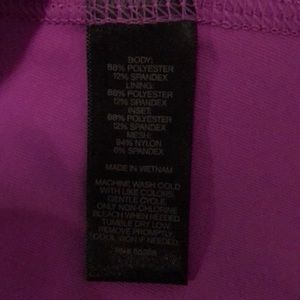 BODY:
88% POLYESTER
12% SPANDEX
LINING:
88% POLYESTER
12% SPANDEX
INSET:
88% POLYESTER
12% SPANDEX
MESH:
94% NYLON
6% SPANDEX
MADE IN VIETNAM
MACHINE WASH COLD
WITH LIKE COLORS.
GENTLE CYCLE.
ONLY NON-CHLORINE
BLEACH WHEN NEEDED.
TUMBLE DRY LOW.
REMOVE PROMPTLY.
COOL IRON IF NEEDED.
RN#